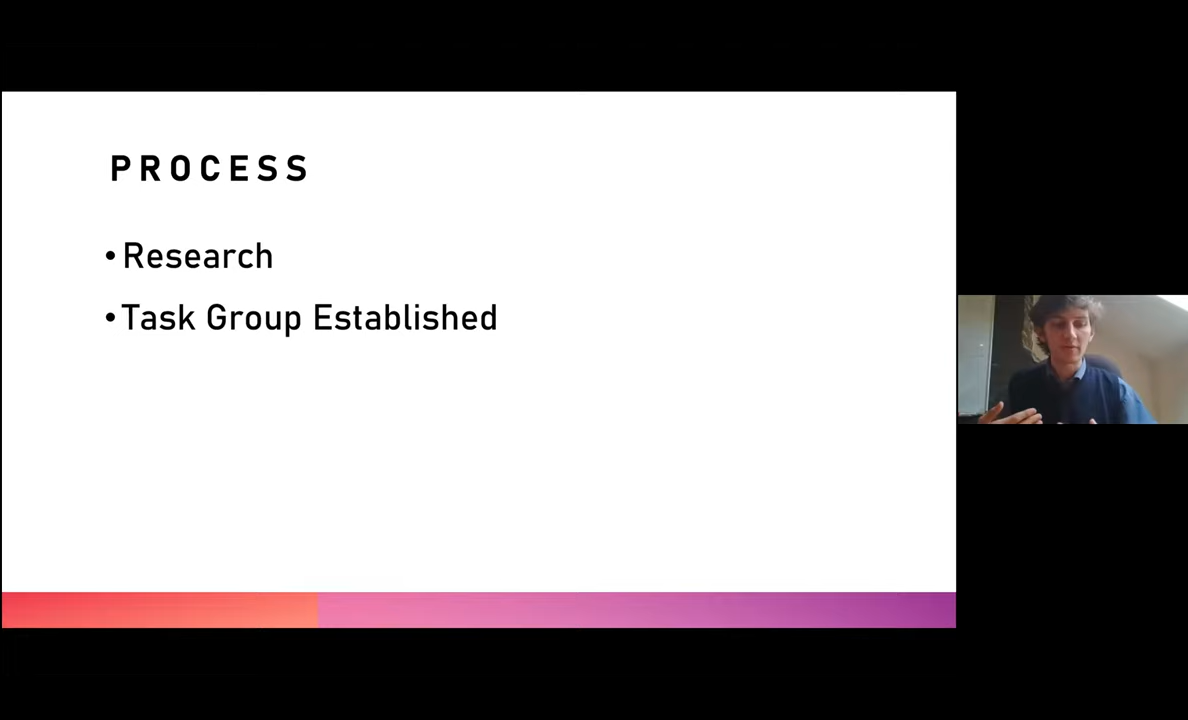 PROCESS
• Research
• Task Group Established